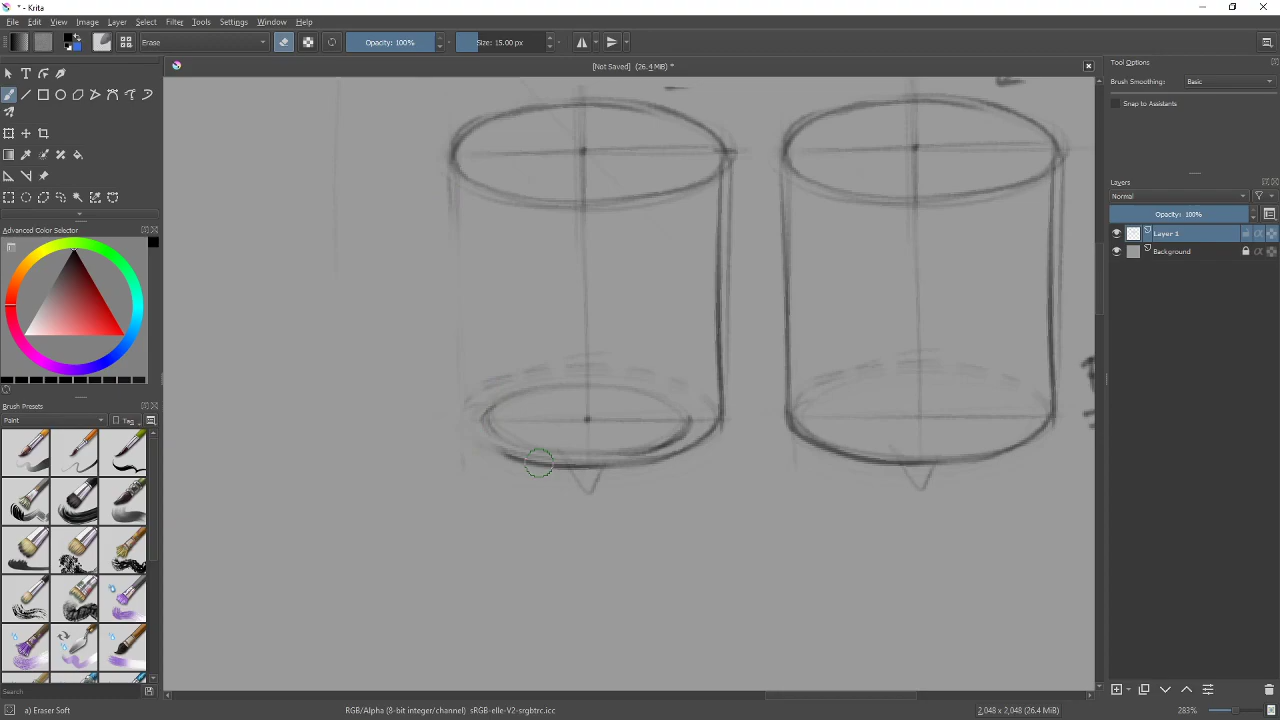 - Krita
File Edit View Image Layer Select Filter Tools Settings Window Help
Erase
Opacity: 100%
Size: 15.00 px
[Not Saved] (26.4 MiB) *
Tool Options
Brush Smoothing: Basic
Snap to Assistants
Advanced Color Selector
Layers
Normal
Opacity: 100%
Layer 1
Background
Brush Presets
Paint
Tag
Search
a) Eraser Soft
RGB/Alpha (8-bit integer/channel) sRGB-elle-V2-srgbtrc.icc
2,048 x 2,048 (26.4 MiB)
283%